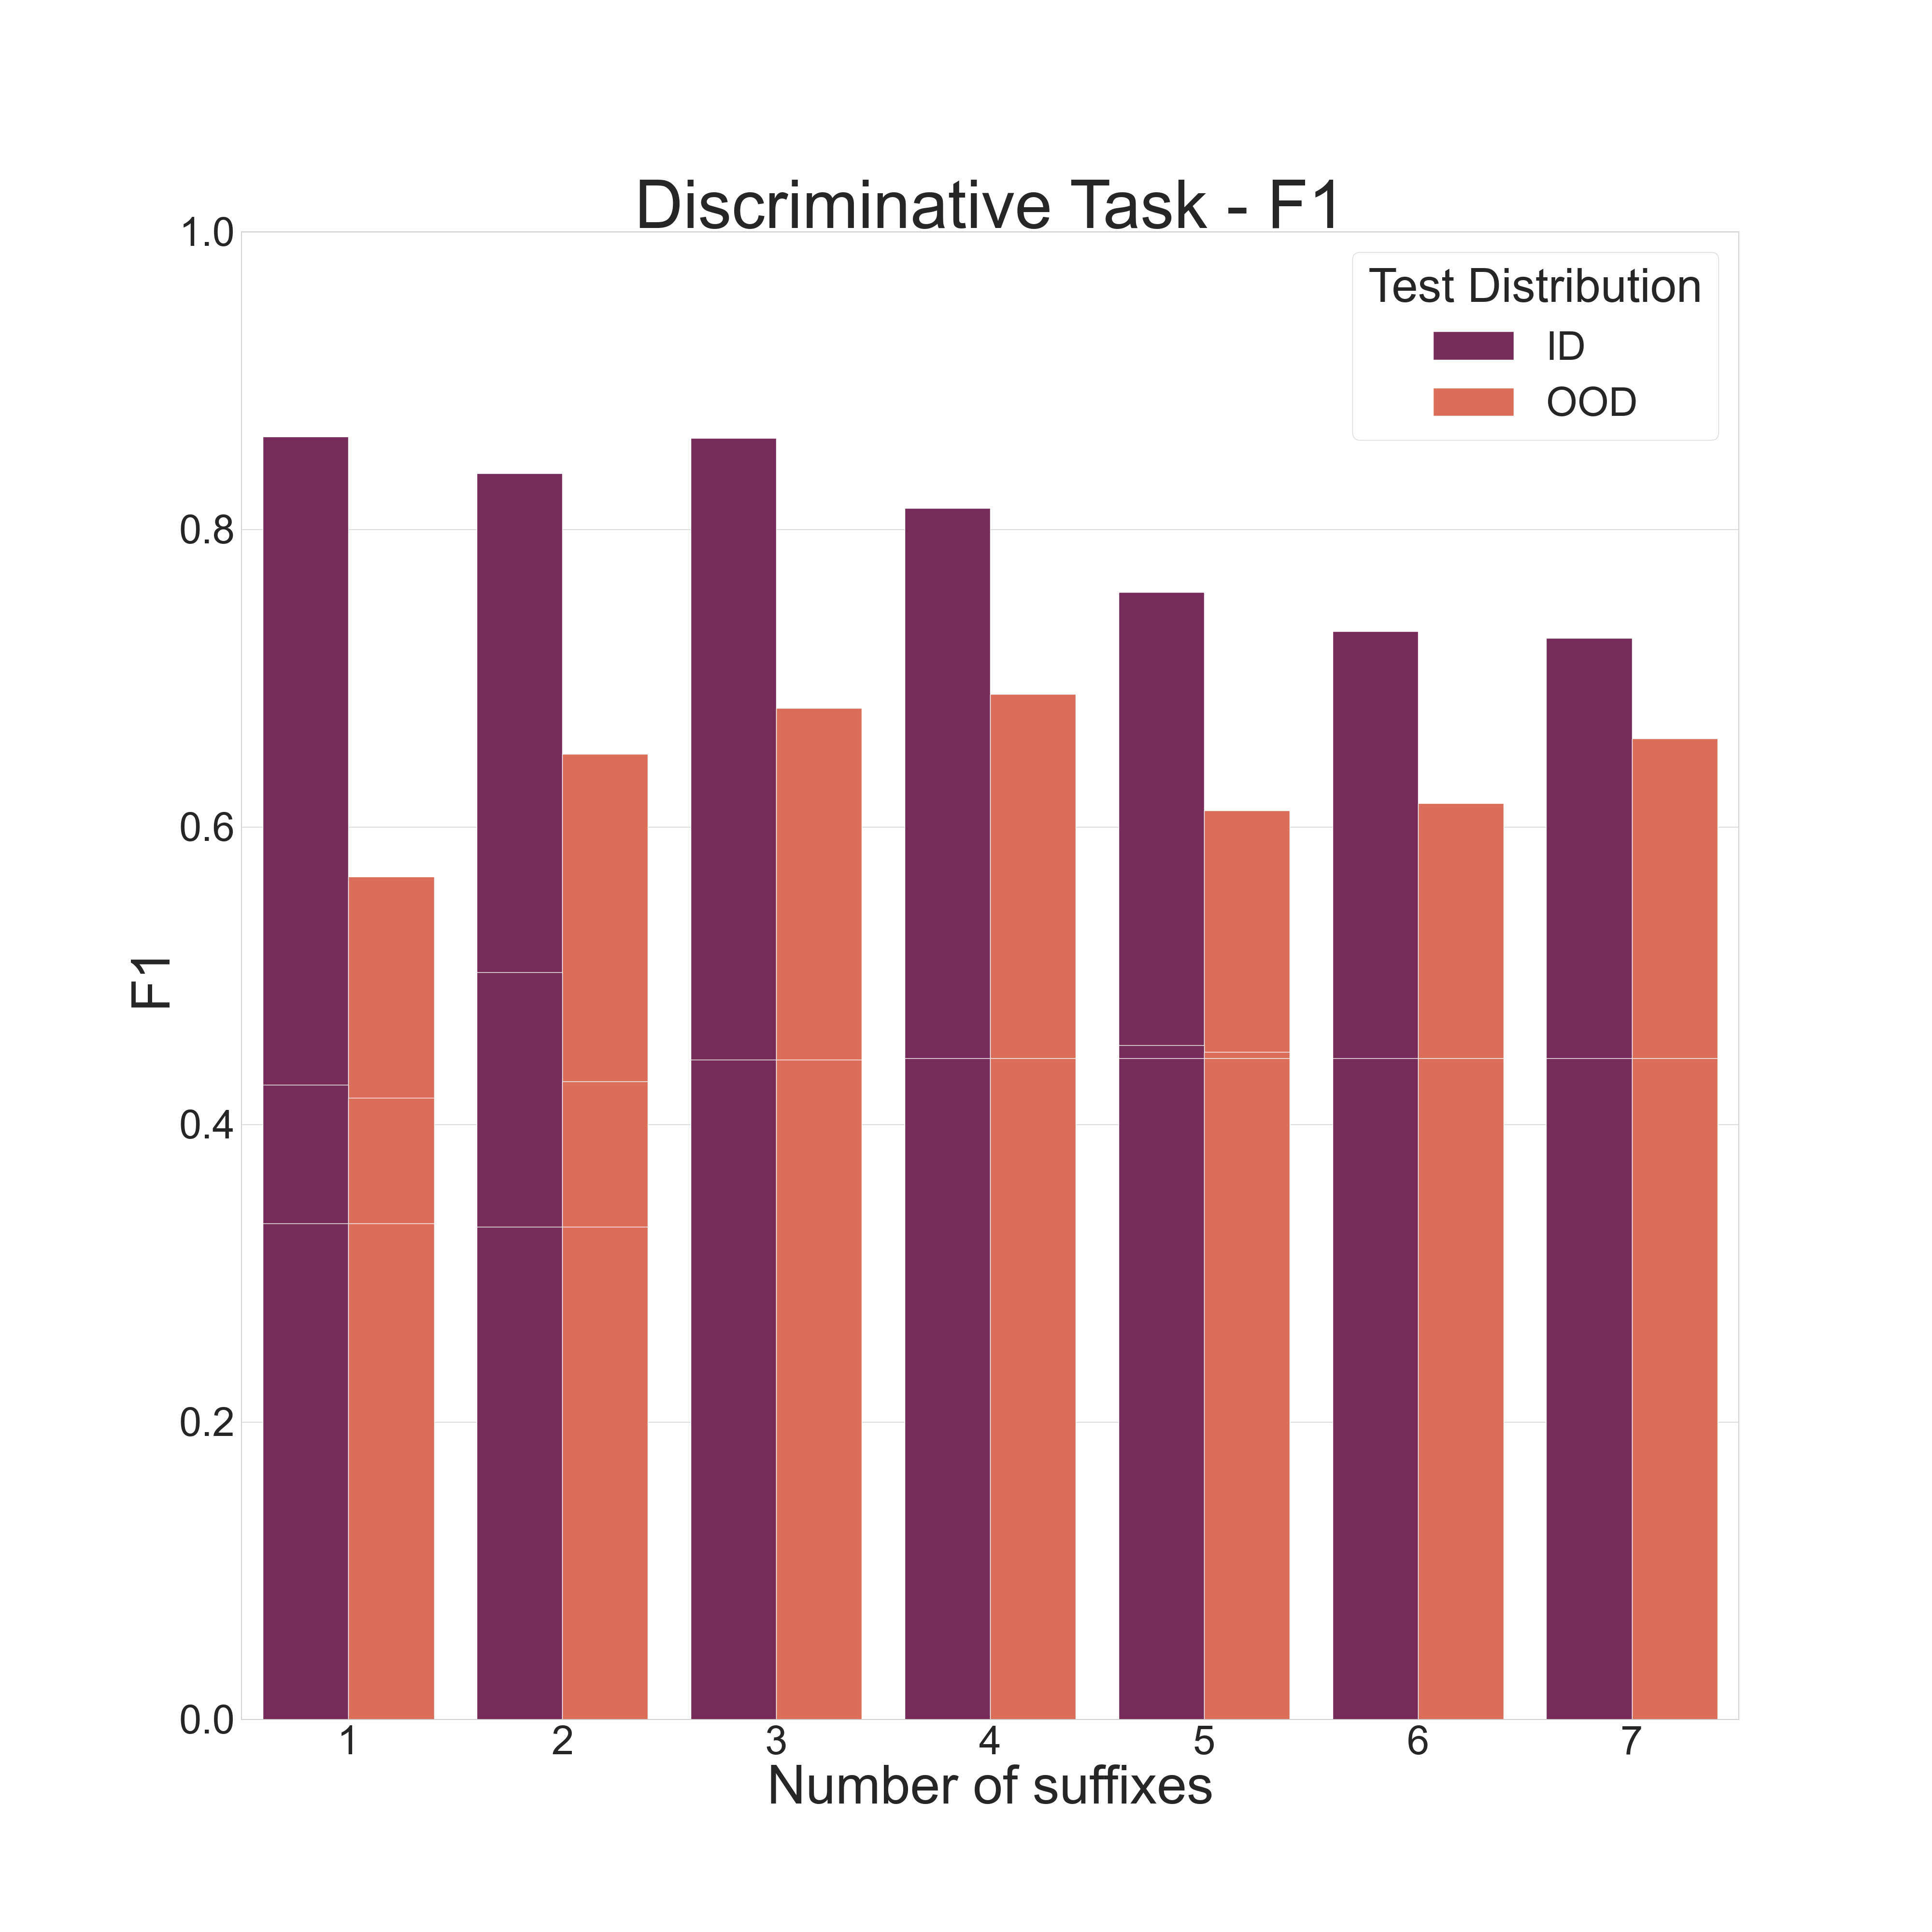 Discriminative Task - F1
1.0
0.8
0.6
0.4
0.2
0.0
F1
Test Distribution
ID
OOD
1 2 3 4 5 6 7
Number of suffixes